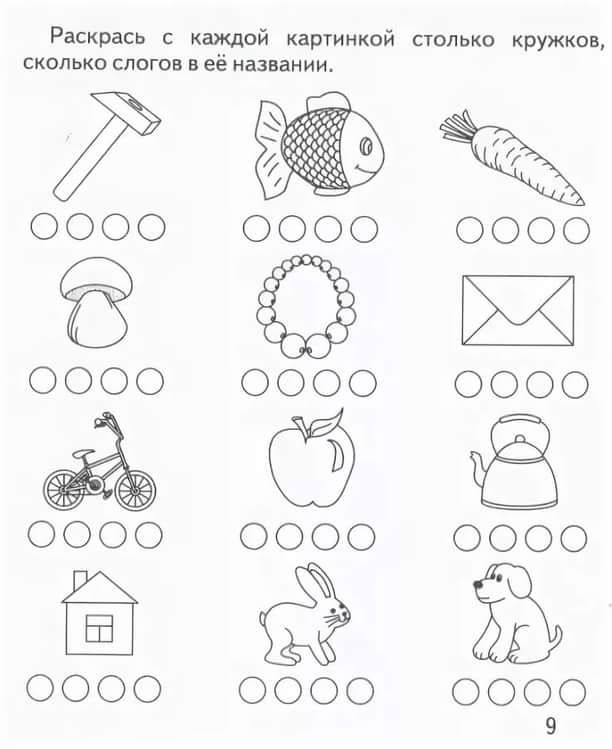 Раскрась с каждой картинкой столько кружков,
сколько слогов в её названии.
9